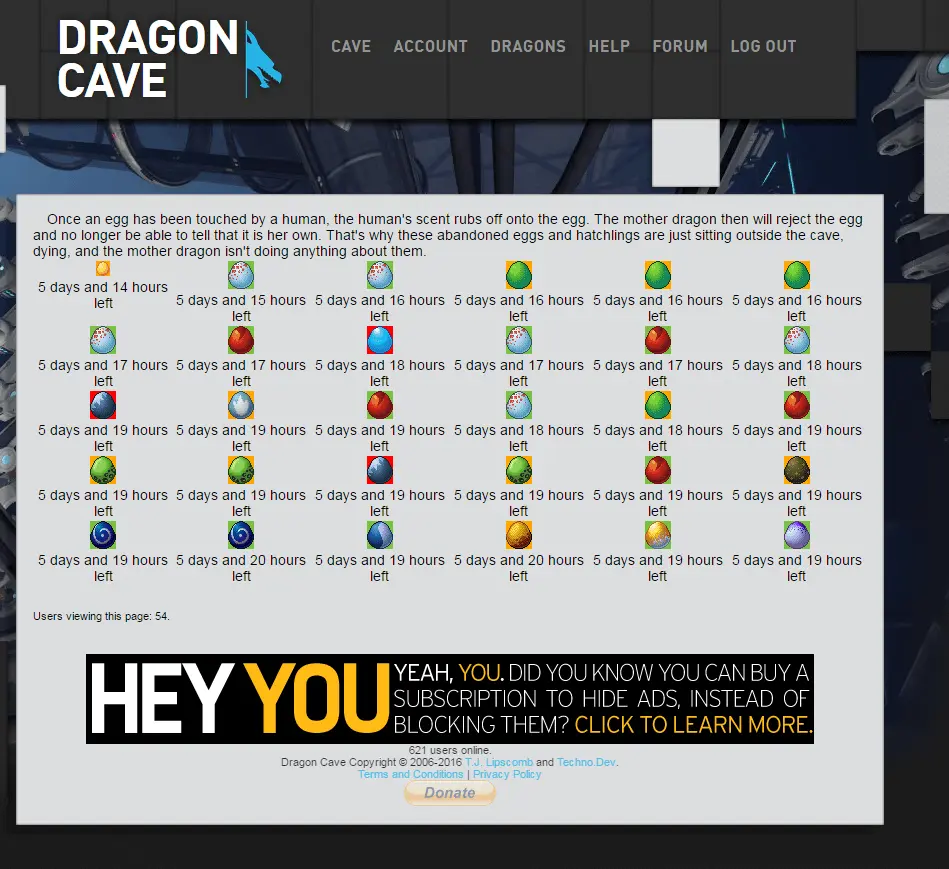 DRAGON
CAVE
CAVE ACCOUNT DRAGONS HELP FORUM LOG OUT
Once an egg has been touched by a human, the human's scent rubs off onto the egg. The mother dragon then will reject the egg
and no longer be able to tell that it is her own. That's why these abandoned eggs and hatchlings are just sitting outside the cave,
dying, and the mother dragon isn't doing anything about them.
5 days and 14 hours left
5 days and 15 hours left
5 days and 16 hours left
5 days and 16 hours left
5 days and 16 hours left
5 days and 16 hours left
5 days and 17 hours left
5 days and 17 hours left
5 days and 18 hours left
5 days and 17 hours left
5 days and 17 hours left
5 days and 18 hours left
5 days and 19 hours left
5 days and 19 hours left
5 days and 19 hours left
5 days and 18 hours left
5 days and 18 hours left
5 days and 19 hours left
5 days and 19 hours left
5 days and 19 hours left
5 days and 19 hours left
5 days and 19 hours left
5 days and 19 hours left
5 days and 19 hours left
5 days and 19 hours left
5 days and 20 hours left
5 days and 19 hours left
5 days and 20 hours left
5 days and 19 hours left
5 days and 19 hours left
Users viewing this page: 54.
HEY YOU
YEAH, YOU. DID YOU KNOW YOU CAN BUY A
SUBSCRIPTION TO HIDE ADS, INSTEAD OF
BLOCKING THEM? CLICK TO LEARN MORE.
621 users online.
Dragon Cave Copyright © 2006-2016 T.J. Lipscomb and Techno.Dev.
Terms and Conditions | Privacy Policy
Donate